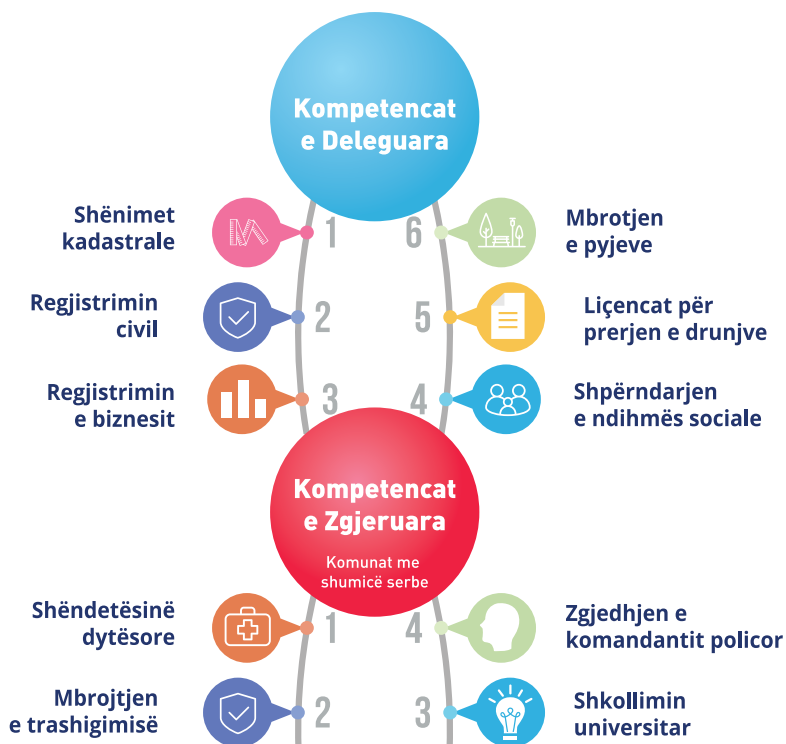 Kompetencat
e Deleguara
Shënimet
kadastrale
1
6
Mbrotjen
e pyjeve
Regjistrimin
civil
2
5
Liçencat për
prerjen e drunjve
Regjistrimin
e biznesit
3
4
Shpërndarjen
e ndihmës sociale
Kompetencat
e Zgjeruara
Komunat me
shumicë serbe
Shëndetësinë
dytësore
1
4
Zgjedhjen e
komandantit policor
Mbrojtjen
e trashigimisë
2
3
Shkollimin
universitar